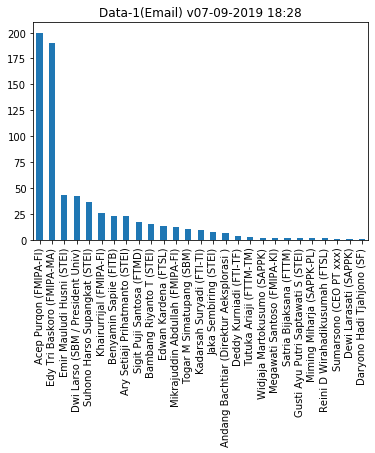 Data-1(Email) v07-09-2019 18:28
200
175
150
125
100
75
50
25
0
Acep Purqon (FMIPA-FI)
Edy Tri Baskoro (FMIPA-MA)
Emir Mauludi Husni (STEI)
Dwi Larso (SBM / President Univ)
Suhono Harso Supangkat (STEI)
Khairurrijal (FMIPA-FI)
Benyamin Sapiie (FITB)
Ary Setiaji Prihatmanto (STEI)
Sigit Puji Santosa (FTMD)
Bambang Riyanto T (STEI)
Edwan Kardena (FTSL)
Mikrajuddin Abdullah (FMIPA-FI)
Togar M Simatupang (SBM)
Kadarsah Suryadi (FTI-TI)
Jaka Sembiring (STEI)
Andang Bachtiar (Direktur Aeksplorasi )
Deddy Kurniadi (FTI-TF)
Tutuka Ariaji (FTTM-TM)
Widjaja Martokusumo (SAPPK)
Megawati Santoso (FMIPA-KI)
Satria Bijaksana (FTTM)
Gusti Ayu Putri Saptawati S (STEI)
Miming Miharja (SAPPK-PL)
Reini D Wirahadikusumah (FTSL)
Sumarsono (CEO PT xxx)
Dewi Larasati (SAPPK)
Daryono Hadi Tjahjono (SF)